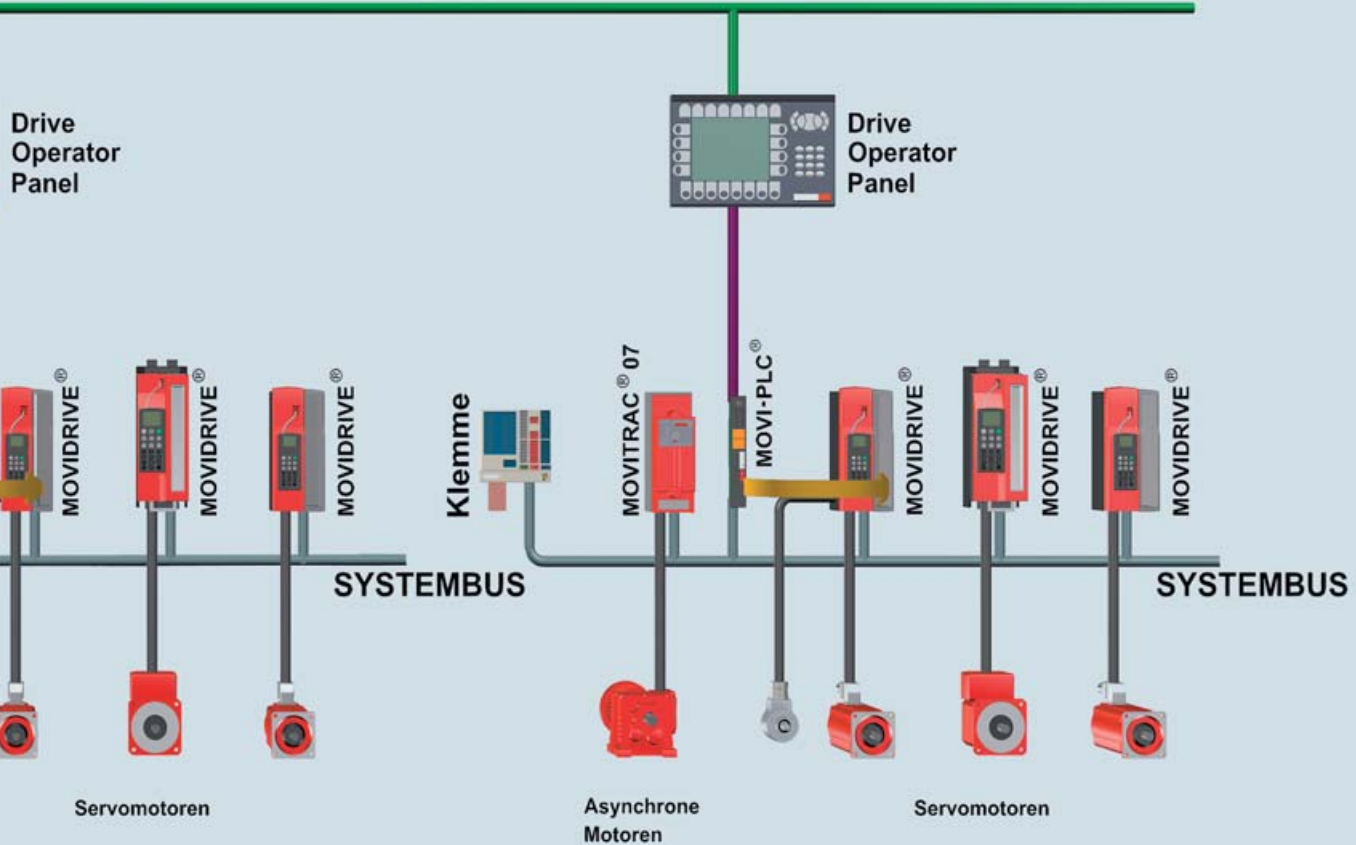 Drive
Operator
Panel
Drive
Operator
Panel
MOVIDRIVE®
MOVIDRIVE®
MOVIDRIVE®
Klemme
MOVITRAC® 07
MOVI-PLC®
MOVIDRIVE®
MOVIDRIVE®
MOVIDRIVE®
SYSTEMBUS
SYSTEMBUS
Servomotoren
Asynchrone
Motoren
Servomotoren